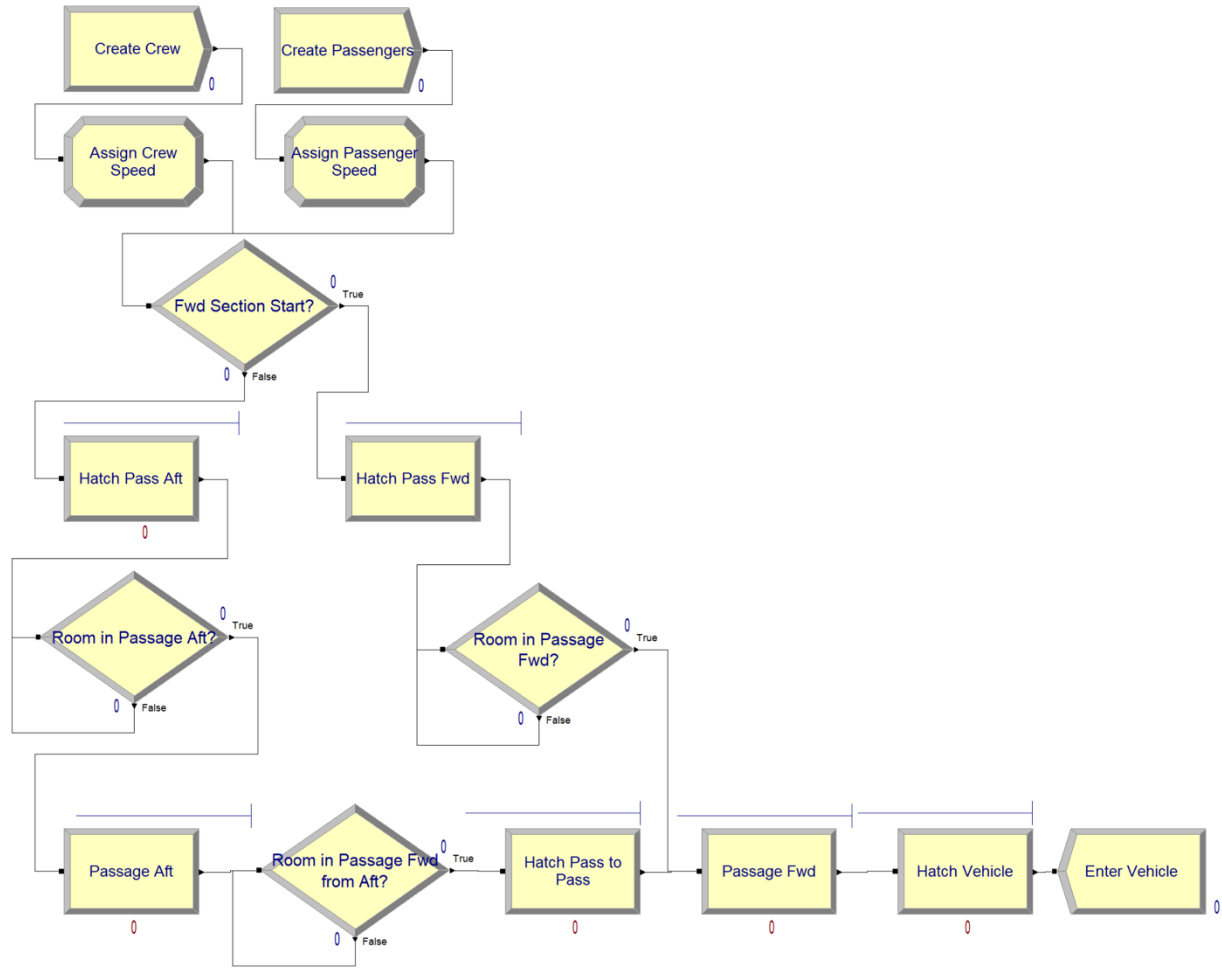 Create Crew
0
Create Passengers
0
Assign Crew
Speed
Assign Passenger
Speed
Fwd Section Start?
0
True
0
False
Hatch Pass Aft
0
Hatch Pass Fwd
Room in Passage Aft?
0
True
0
False
Room in Passage
Fwd?
0
True
0
False
Passage Aft
0
Room in Passage Fwd
from Aft?
0
True
0
False
Hatch Pass to
Pass
0
Passage Fwd
0
Hatch Vehicle
0
Enter Vehicle
0